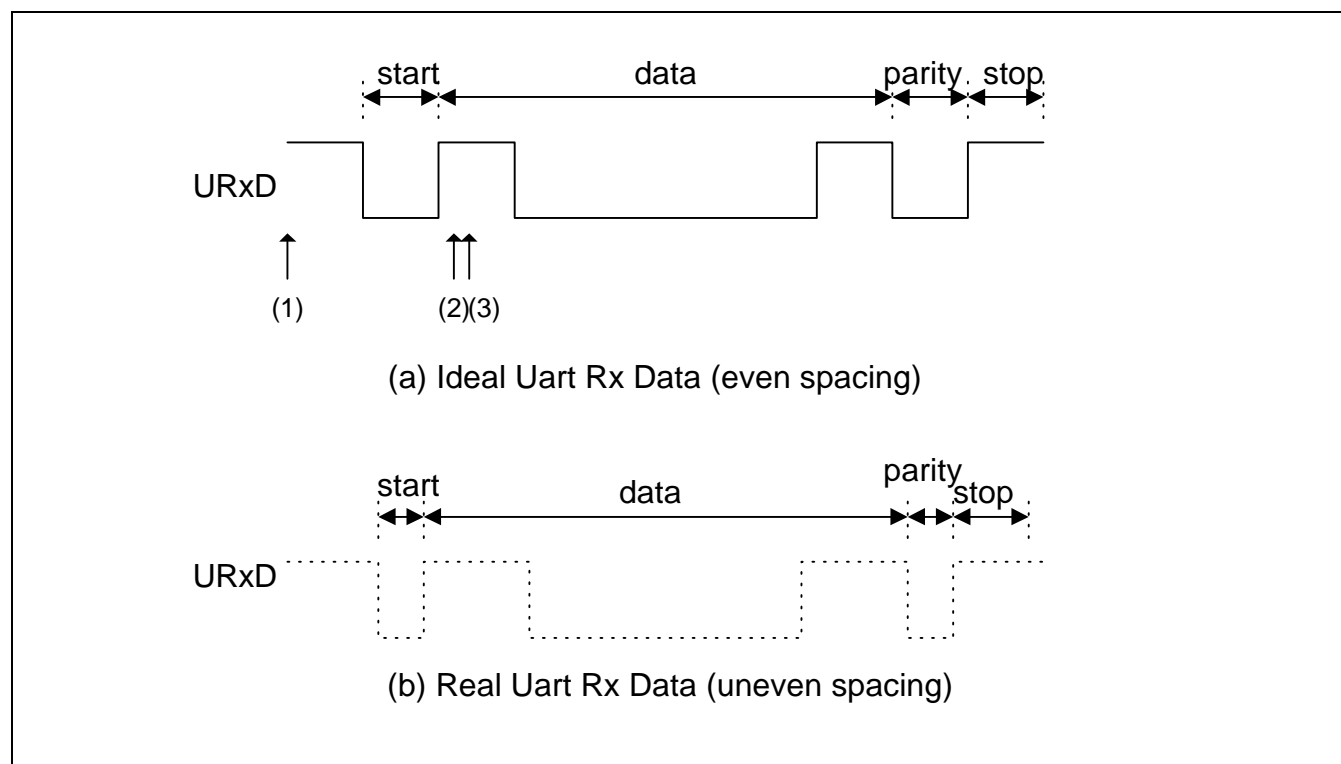 start data parity stop
URxD
(1) (2)(3)
(a) Ideal Uart Rx Data (even spacing)
parity
start data stop
URxD
(b) Real Uart Rx Data (uneven spacing)